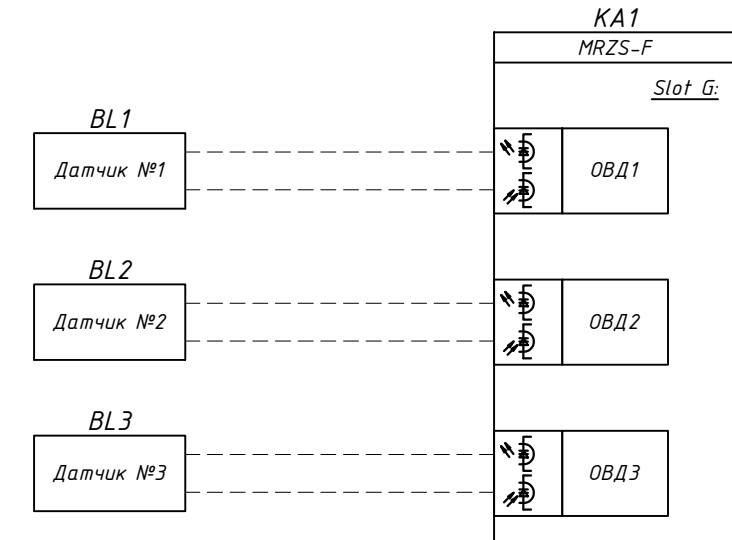 KA1
MRZS-F
Slot G:
BL1
Датчик №1
ОВД1
BL2
Датчик №2
ОВД2
BL3
Датчик №3
ОВД3